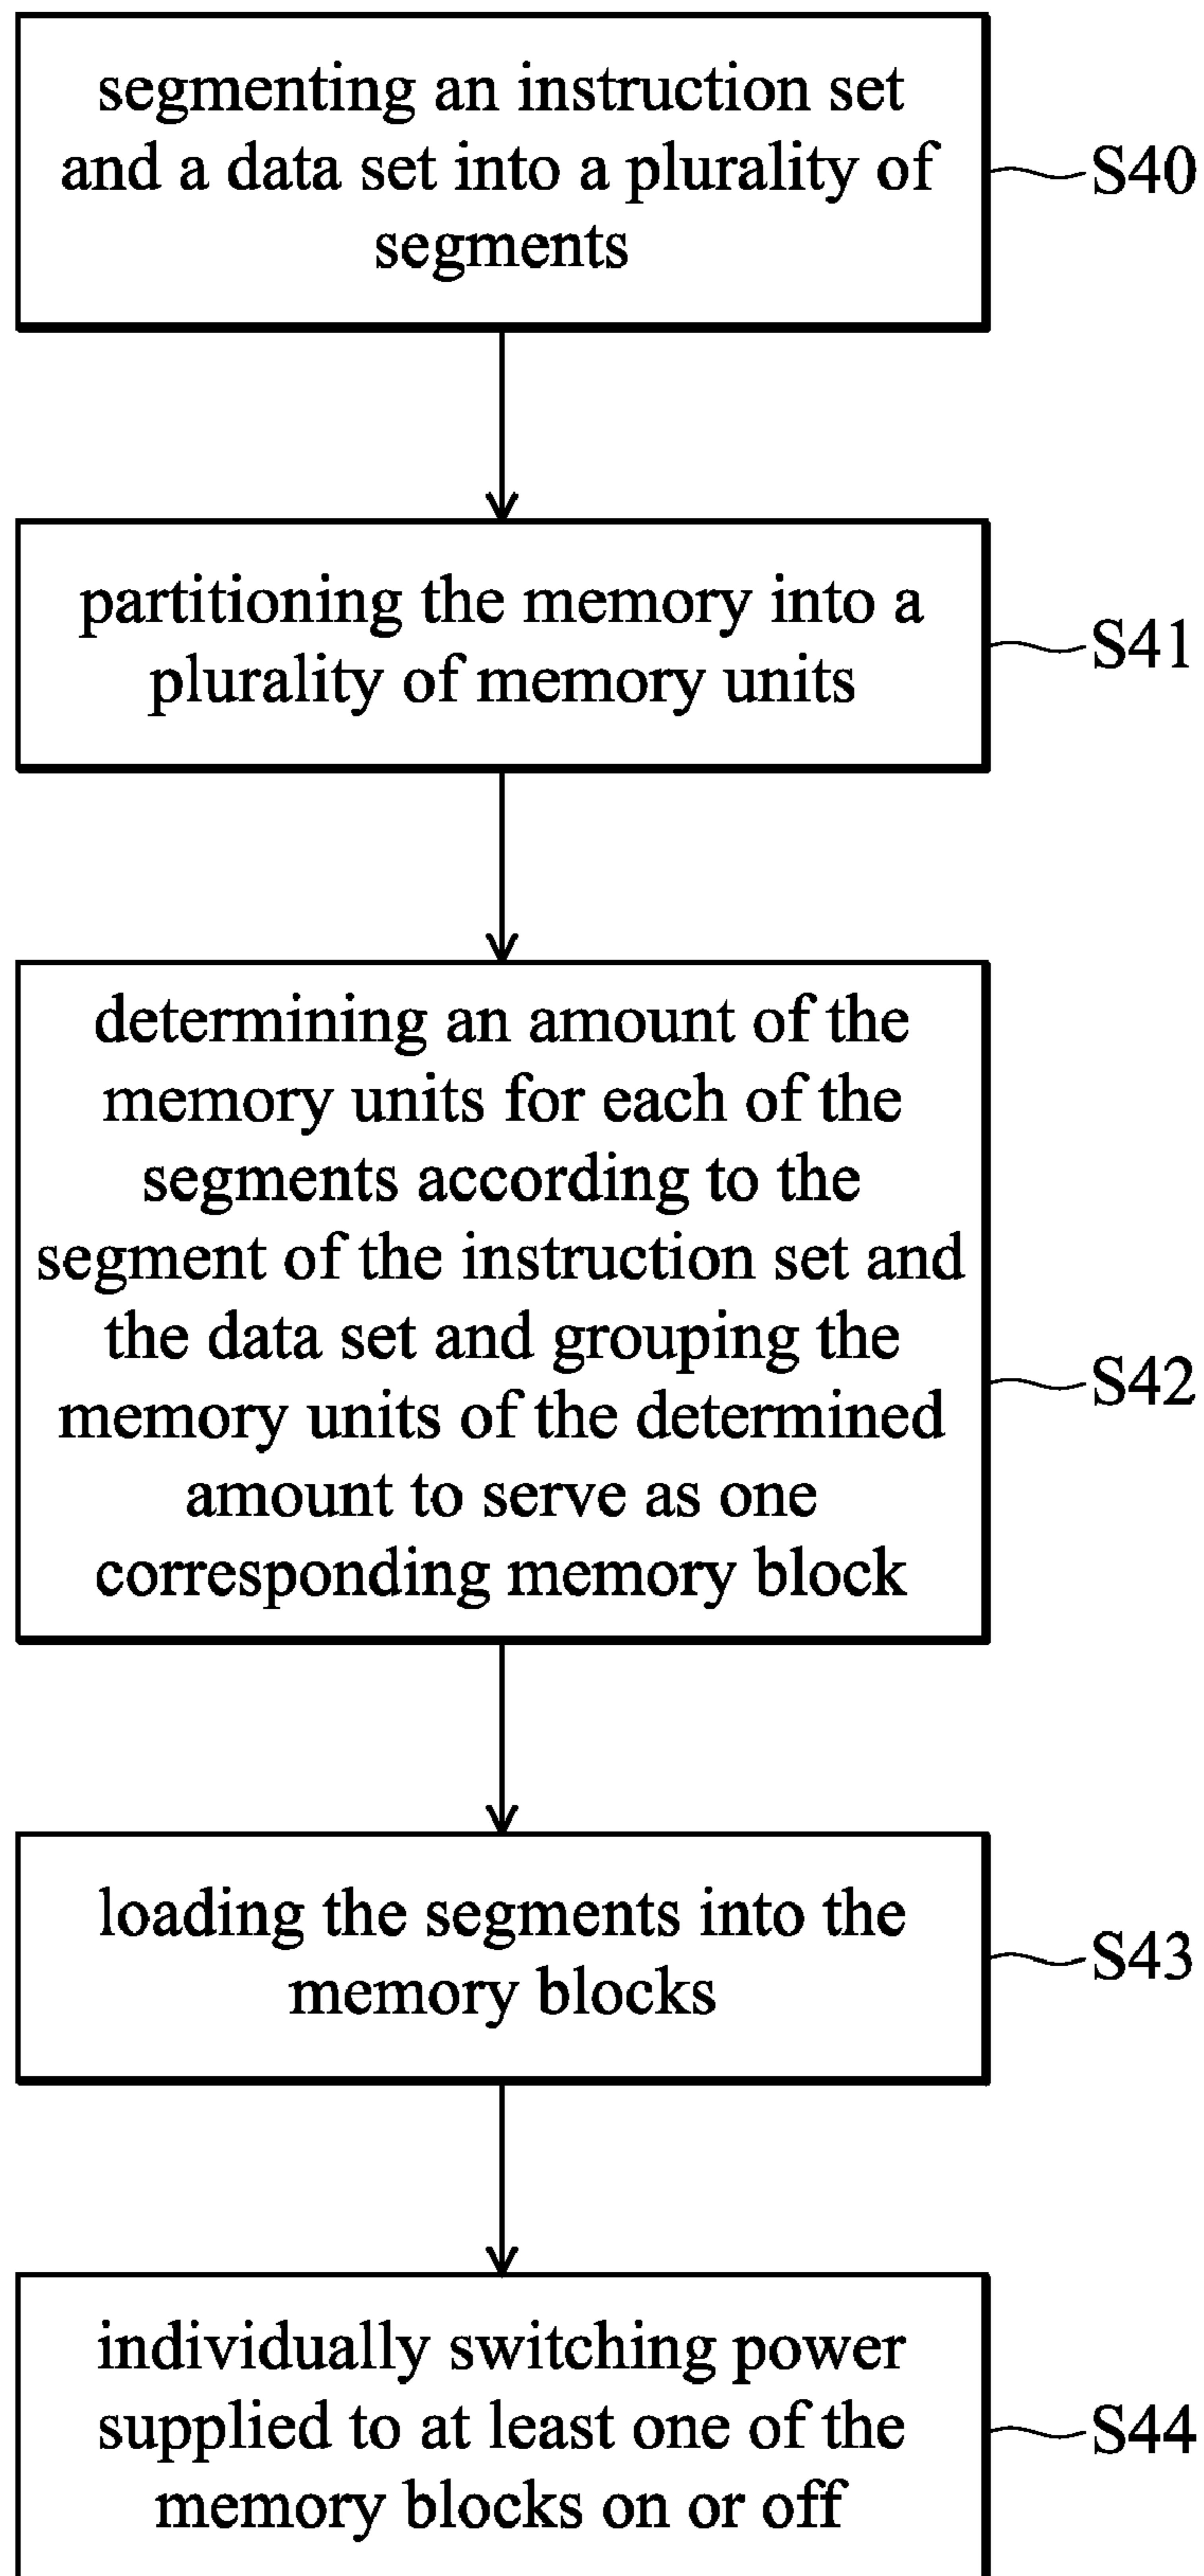 segmenting an instruction set
and a data set into a plurality of
segments
S40
partitioning the memory into a
plurality of memory units
S41
determining an amount of the
memory units for each of the
segments according to the
segment of the instruction set and
the data set and grouping the
memory units of the determined
amount to serve as one
corresponding memory block
S42
loading the segments into the
memory blocks
S43
individually switching power
supplied to at least one of the
memory blocks on or off
S44